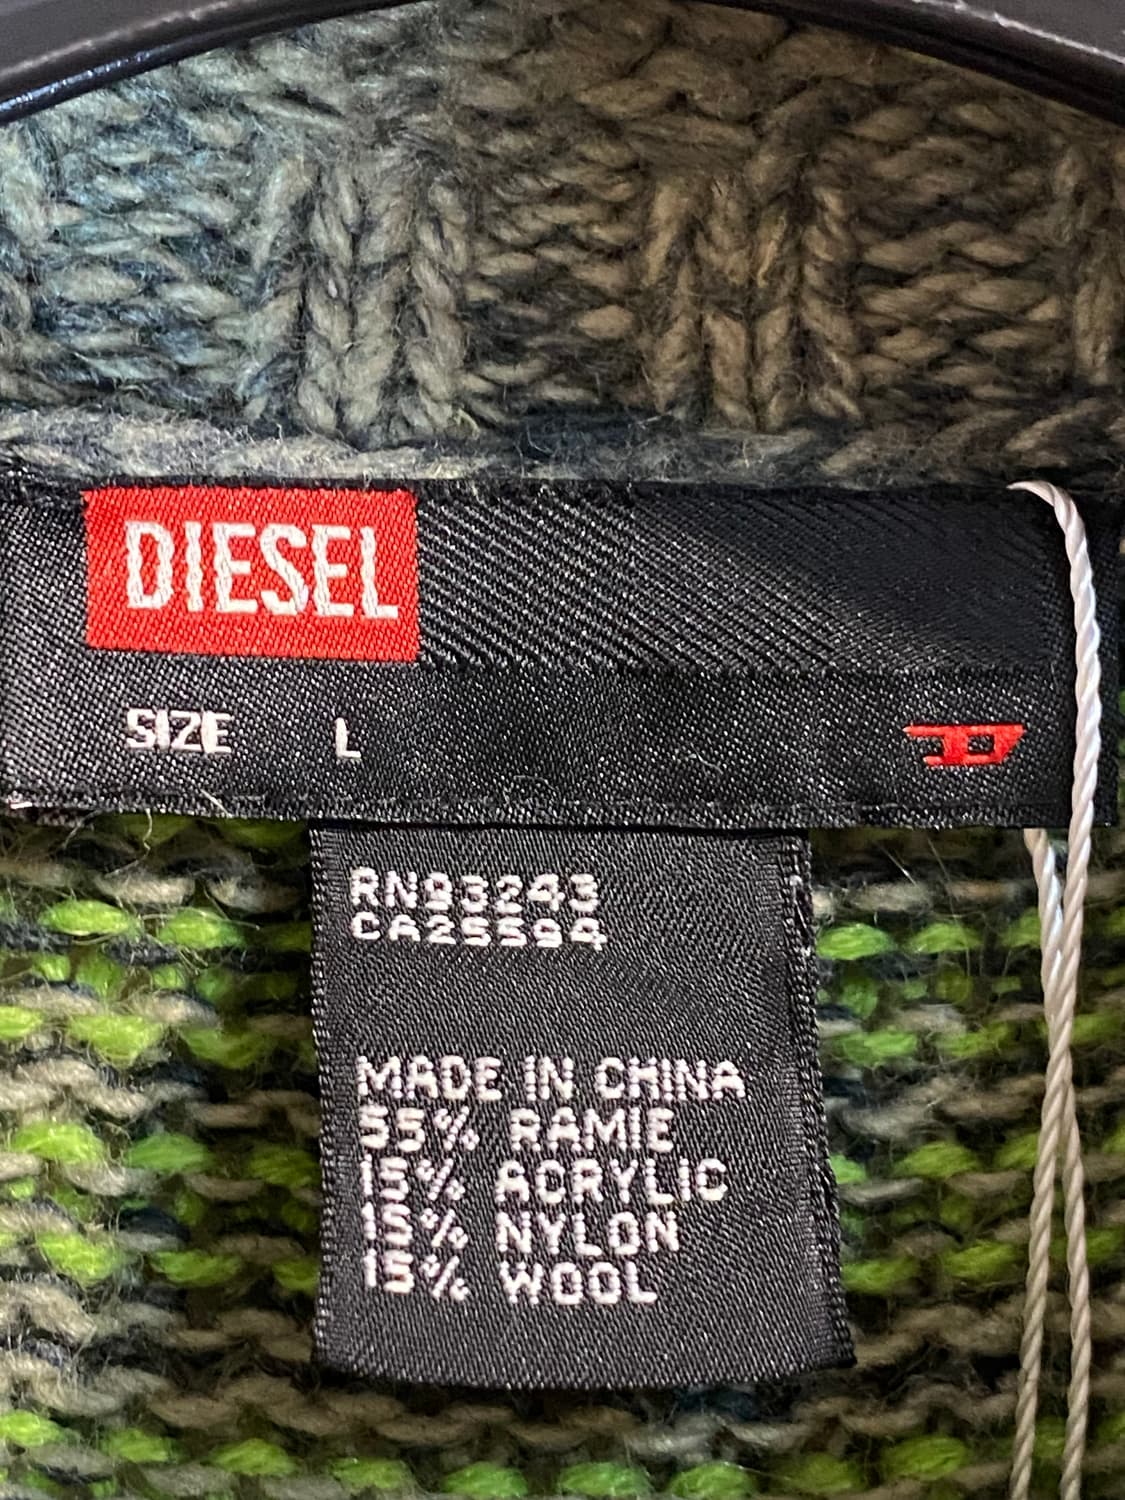 DIESEL
SIZE L
D
RN93243
CA25594
MADE IN CHINA
55% RAMIE
15% ACRYLIC
15% NYLON
15% WOOL